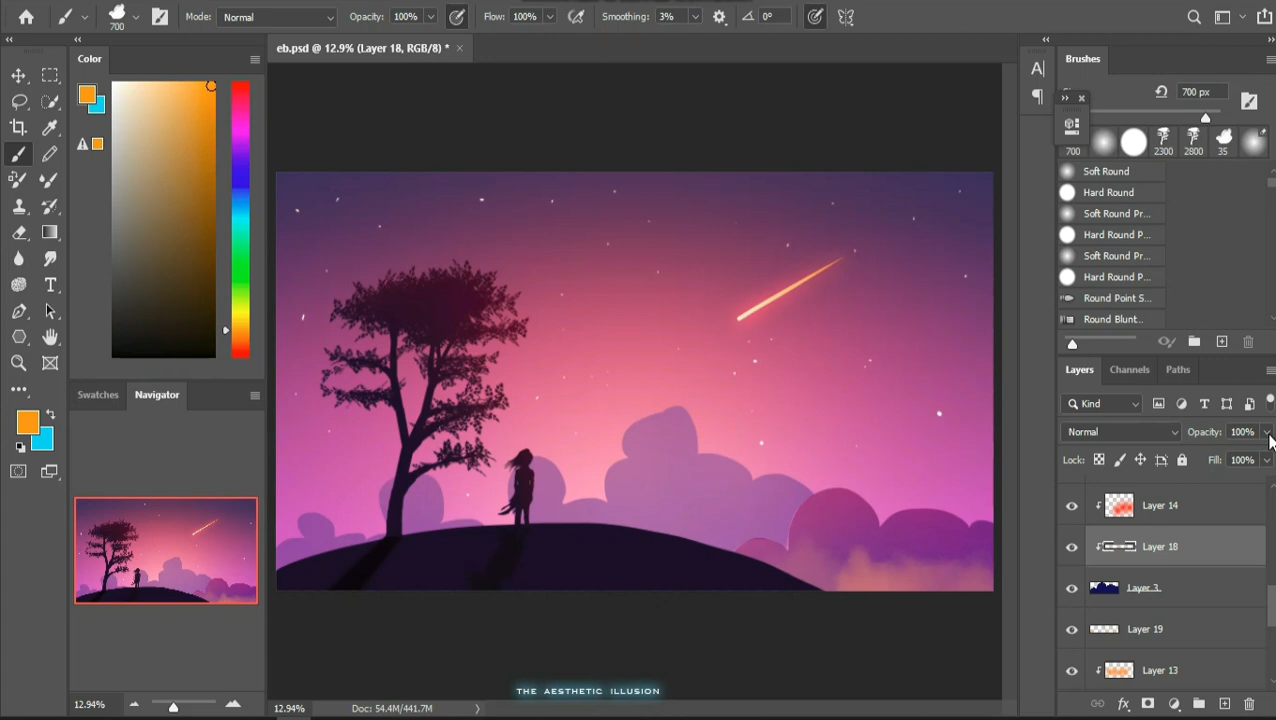 700
Mode: Normal
Opacity: 100%
Flow: 100%
Smoothing: 3%
0°
eb.psd @ 12.9% (Layer 18, RGB/8) *
Color
Brushes
700 px
700 2300 2800 35
Soft Round
Hard Round
Soft Round Pr...
Hard Round P...
Soft Round Pr...
Hard Round P...
Round Point S...
Round Blunt...
Swatches Navigator
Layers Channels Paths
Kind
Normal Opacity: 100%
Lock: Fill: 100%
Layer 14
Layer 18
Layer 3
Layer 19
Layer 13
THE AESTHETIC ILLUSION
12.94%
12.94% Doc: 54.4M/441.7M